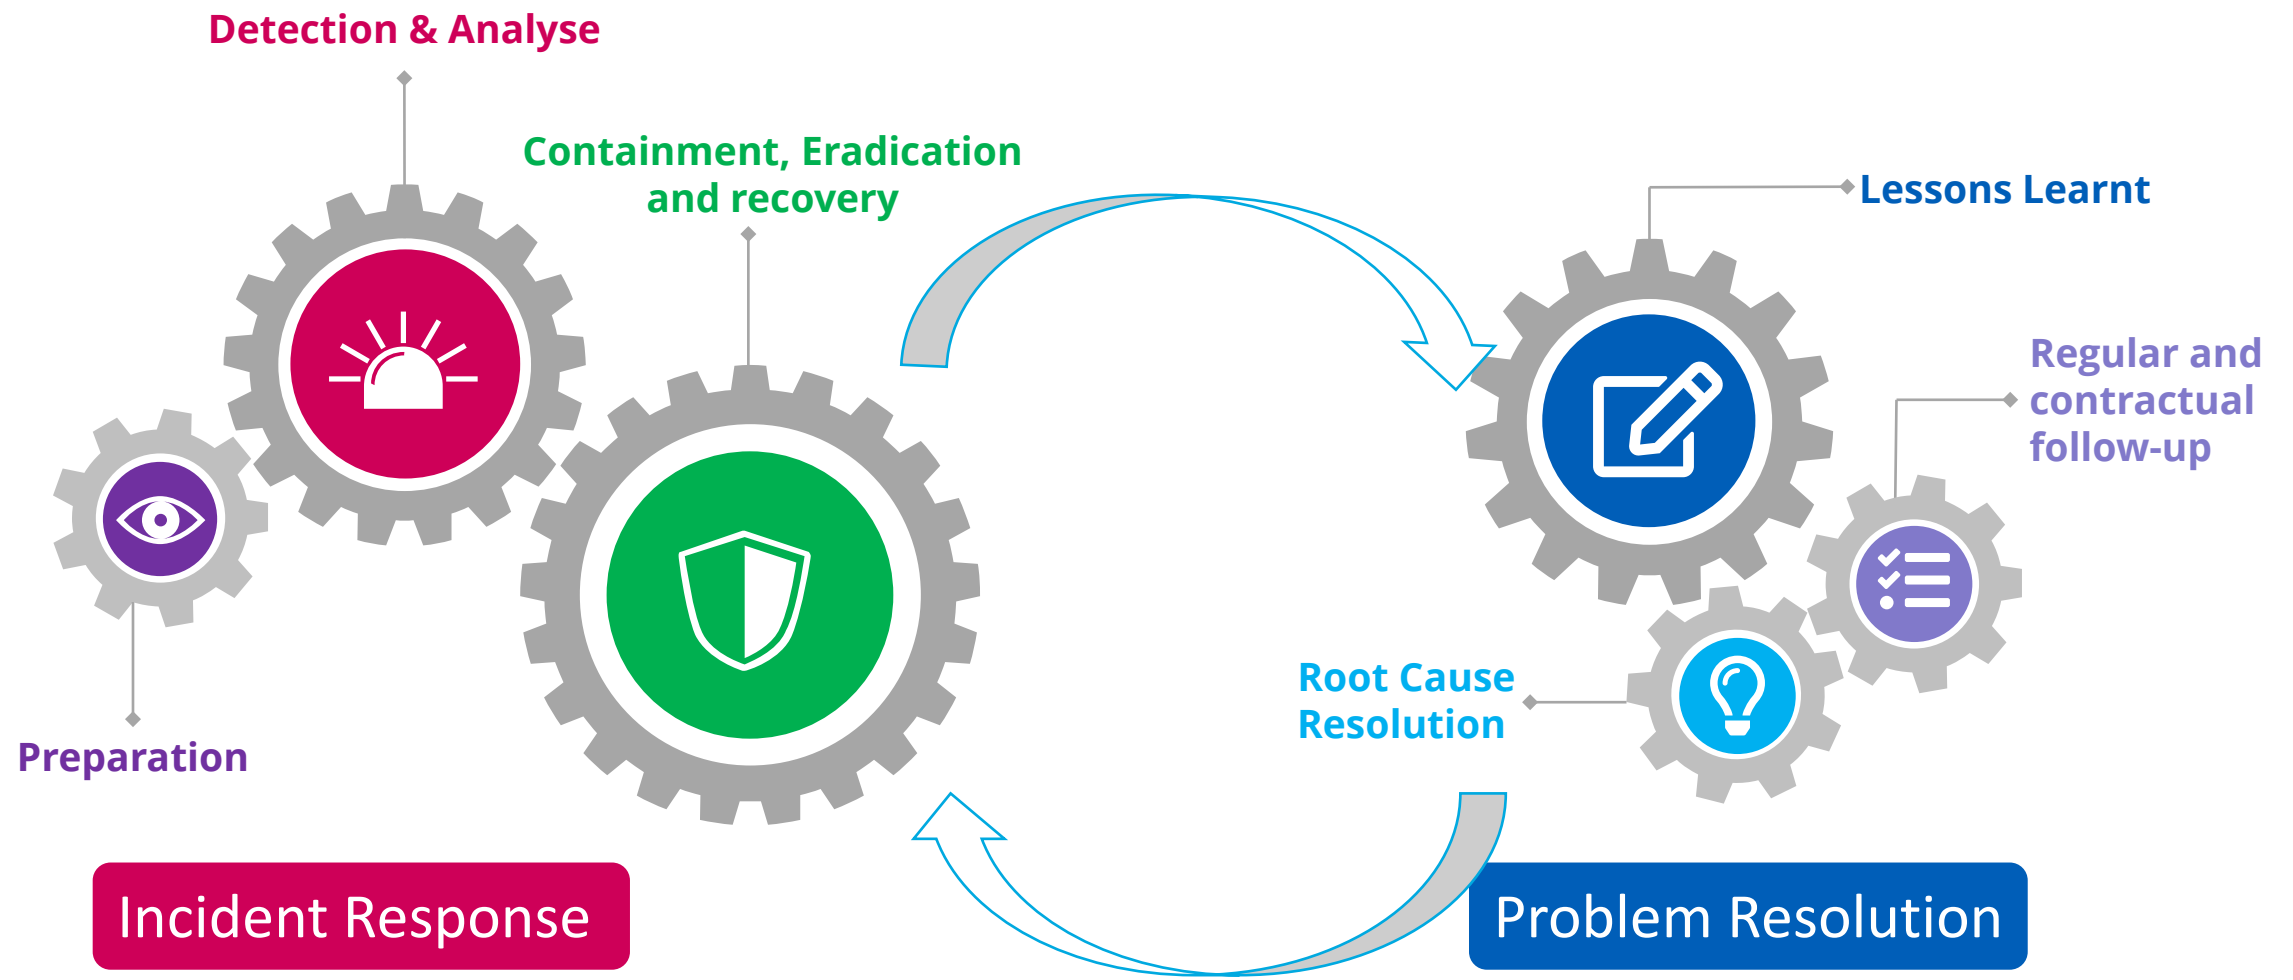 Detection & Analyse
Containment, Eradication
and recovery
Preparation
Incident Response
Lessons Learnt
Regular and
contractual
follow-up
Root Cause
Resolution
Problem Resolution